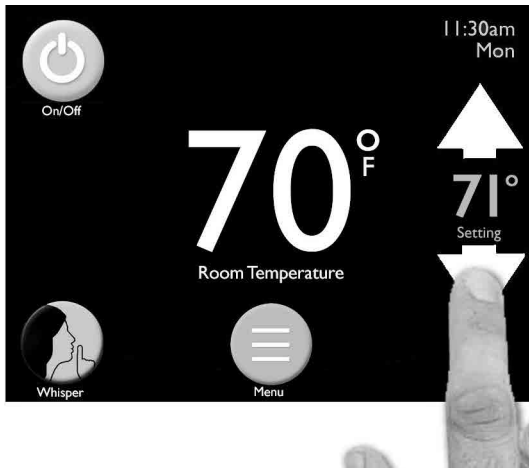 11:30am
Mon
On/Off
70°
F
71°
Setting
Room Temperature
Whisper
Menu